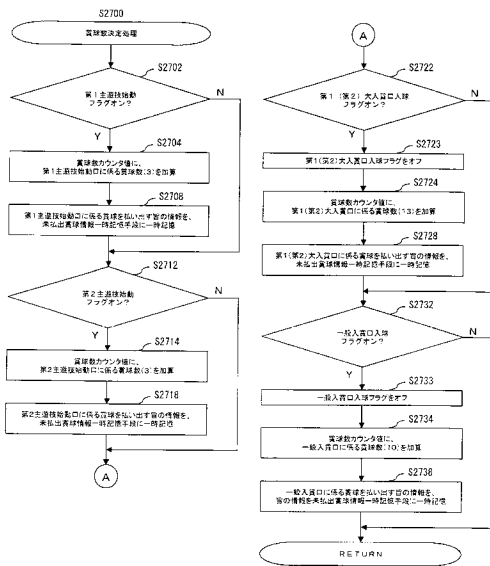 S2700
賞球数決定処理
S2702
第1主遊技始動
フラグオン?
N
Y
S2704
賞球数カウンタ値に、
第1主遊技始動口に係る賞球数(3)を加算
S2708
第1主遊技始動口に係る賞球を払い出す旨の情報を、
未払出賞球情報一時記憶手段に一時記憶
S2712
第2主遊技始動
フラグオン?
N
Y
S2714
賞球数カウンタ値に、
第2主遊技始動口に係る賞球数(3)を加算
S2718
第2主遊技始動口に係る賞球を払い出す旨の情報を、
未払出賞球情報一時記憶手段に一時記憶
A
A
S2722
第1(第2)大入賞口入球
フラグオン?
N
Y
S2723
第1(第2)大入賞口入球フラグをオフ
S2724
賞球数カウンタ値に、
第1(第2)大入賞口に係る賞球数(13)を加算
S2728
第1(第2)大入賞口に係る賞球を払い出す旨の情報を、
未払出賞球情報一時記憶手段に一時記憶
S2732
一般入賞口入球
フラグオン?
N
Y
S2733
一般入賞口入球フラグをオフ
S2734
賞球数カウンタ値に、
一般入賞口に係る賞球数(10)を加算
S2738
一般入賞口に係る賞球を払い出す旨の情報を、
旨の情報を未払出賞球情報一時記憶手段に一時記憶
RETURN